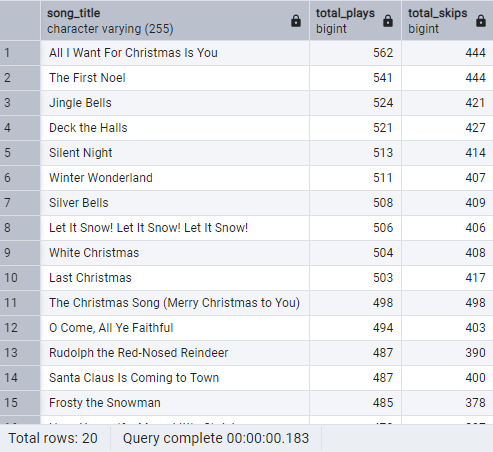 song_title total_plays total_skips
character varying (255) bigint bigint
1 All I Want For Christmas Is You 562 444
2 The First Noel 541 444
3 Jingle Bells 524 421
4 Deck the Halls 521 427
5 Silent Night 513 414
6 Winter Wonderland 511 407
7 Silver Bells 508 409
8 Let It Snow! Let It Snow! Let It Snow! 506 406
9 White Christmas 504 408
10 Last Christmas 503 417
11 The Christmas Song (Merry Christmas to You) 498 498
12 O Come, All Ye Faithful 494 403
13 Rudolph the Red-Nosed Reindeer 487 390
14 Santa Claus Is Coming to Town 487 400
15 Frosty the Snowman 485 378
Total rows: 20 Query complete 00:00:00.183